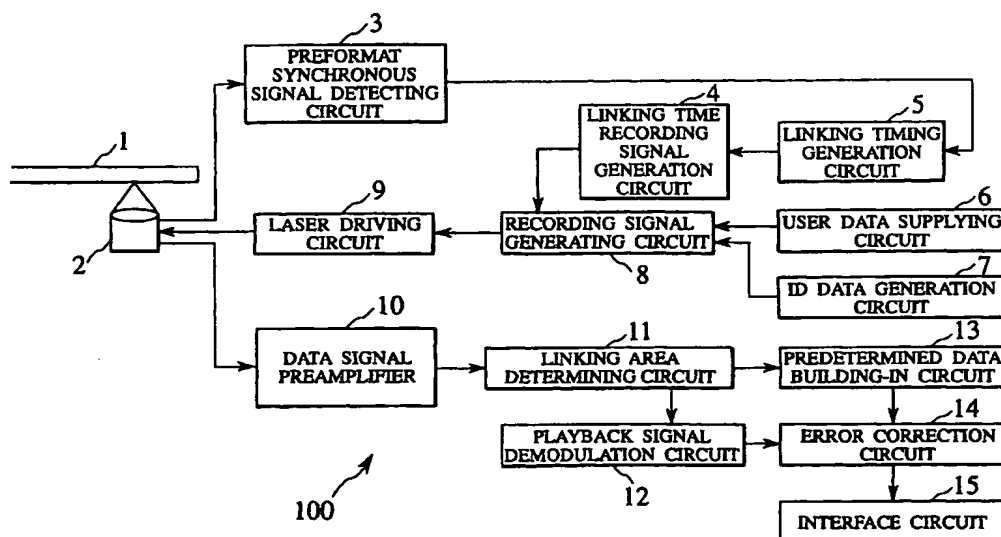 3
PREFORMAT
SYNCHRONOUS
SIGNAL DETECTING
CIRCUIT
4
LINKING TIME
RECORDING
SIGNAL
GENERATION
CIRCUIT
5
LINKING TIMING
GENERATION
CIRCUIT
1
2
9
LASER DRIVING
CIRCUIT
RECORDING SIGNAL
GENERATING CIRCUIT
8
6
USER DATA SUPPLYING
CIRCUIT
7
ID DATA GENERATION
CIRCUIT
10
DATA SIGNAL
PREAMPLIFIER
11
LINKING AREA
DETERMINING CIRCUIT
13
PREDETERMINED DATA
BUILDING-IN CIRCUIT
PLAYBACK SIGNAL
DEMODULATION CIRCUIT
12
14
ERROR CORRECTION
CIRCUIT
15
INTERFACE CIRCUIT
100